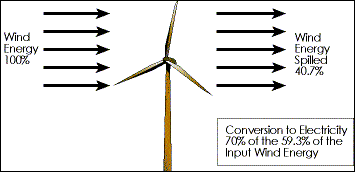 Wind
Energy
100%
Wind
Energy
Spilled
40.7%
Conversion to Electricity
70% of the 59.3% of the
Input Wind Energy